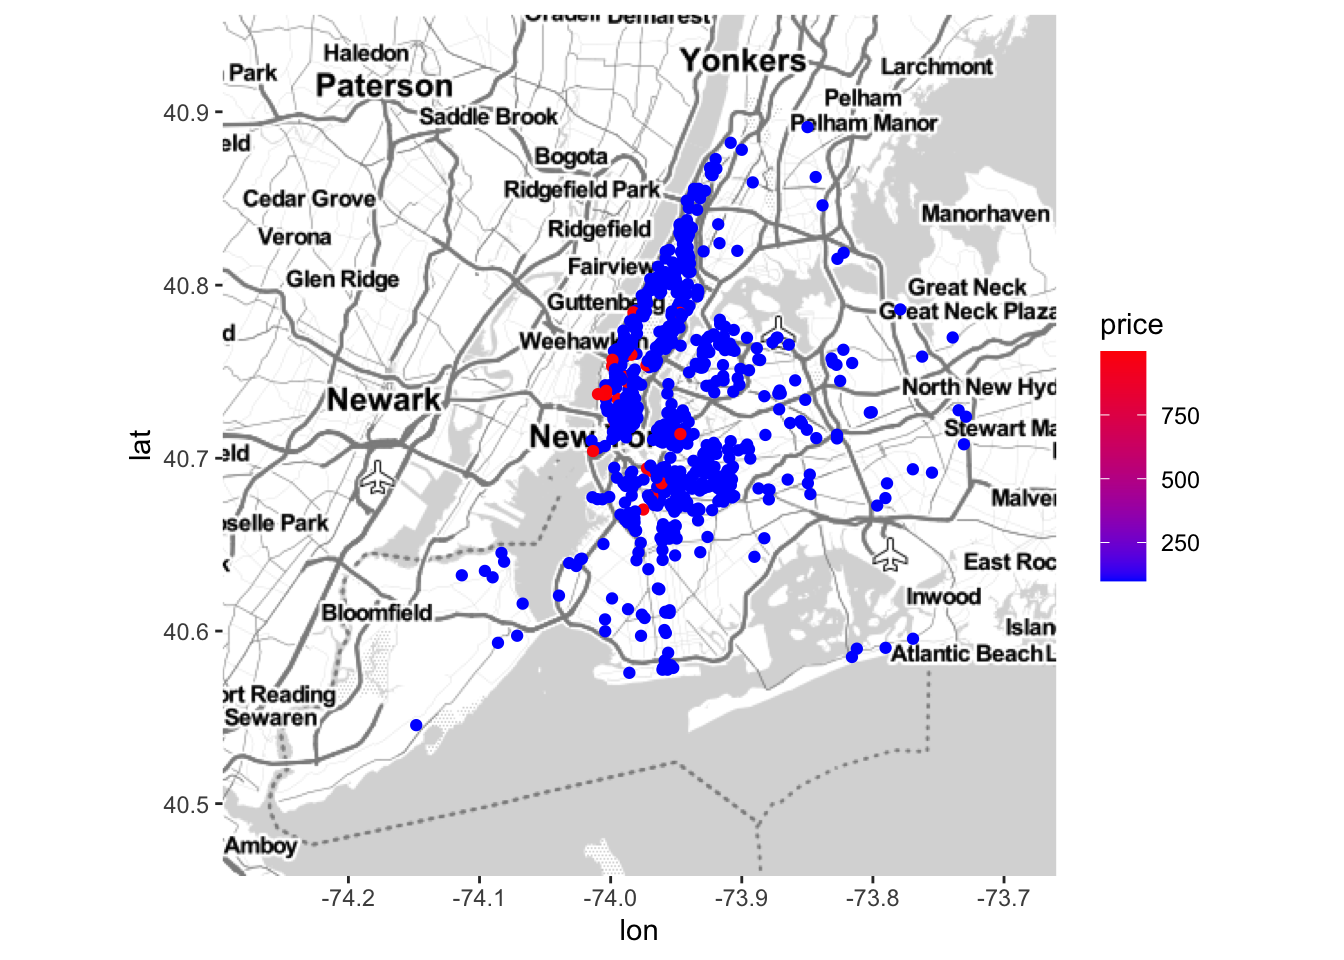 Oradell Demarest
Haledon
Yonkers
Park
Larchmont
Paterson
Pelham
Saddle Brook
Pelham Manor
40.9
eld
Bogota
Ridgefield Park
Cedar Grove
Manorhaven
Ridgefield
Verona
Fairview
Glen Ridge
40.8
Great Neck
Guttenberg
Great Neck Plaza
price
d
Weehawken
North New Hyd
Newark
750
Stewart Ma
New York
lat
40.7
eld
500
Malver
oselle Park
250
East Roc
Inwood
Bloomfield
40.6
Islan
Atlantic Beach L
ort Reading
Sewaren
40.5
Amboy
-74.2
-74.1
-74.0
-73.9
-73.8
-73.7
lon